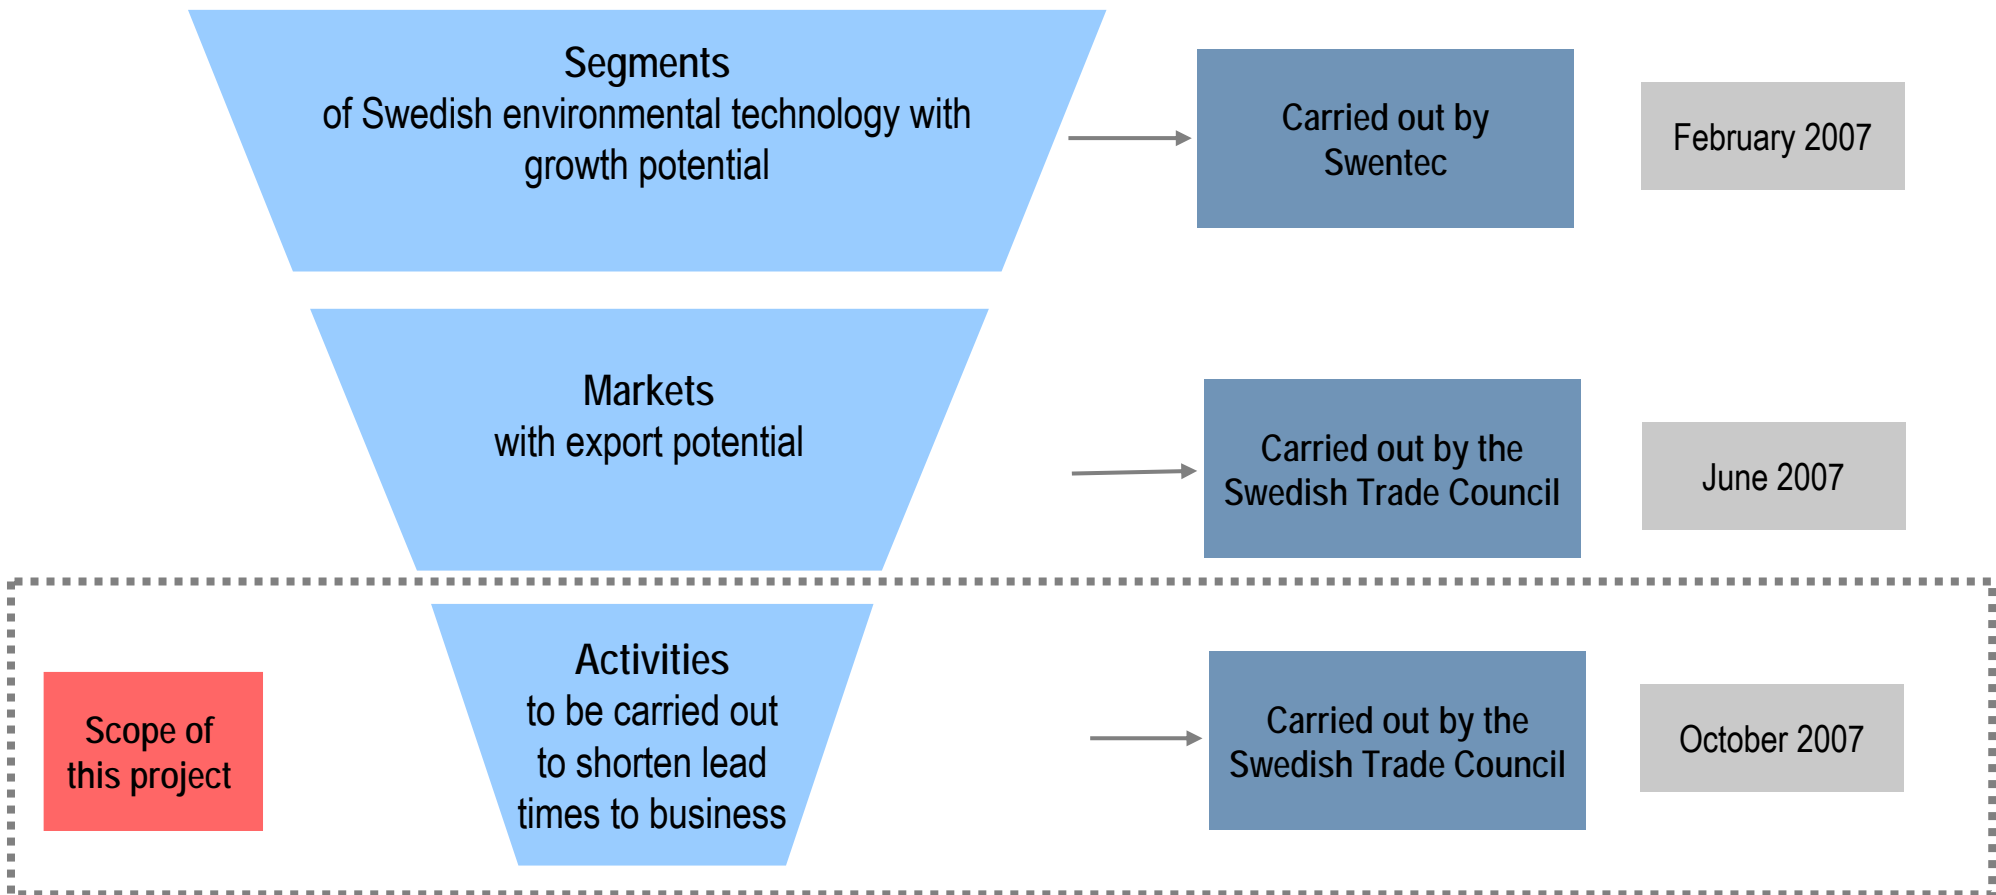 Segments
of Swedish environmental technology with
growth potential
Carried out by
Swentec
February 2007
Markets
with export potential
Carried out by the
Swedish Trade Council
June 2007
Scope of
this project
Activities
to be carried out
to shorten lead
times to business
Carried out by the
Swedish Trade Council
October 2007